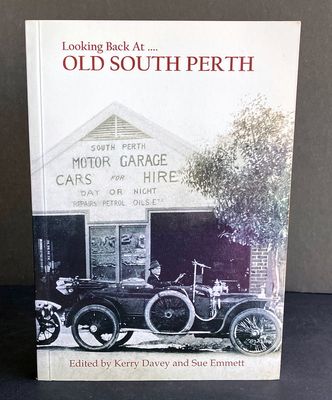 Looking Back At ....
OLD SOUTH PERTH
SOUTH PERTH
MOTOR GARAGE
CARS FOR HIRE
DAY OR NIGHT
REPAIRS PETROL OILS Etc
Edited by Kerry Davey and Sue Emmett